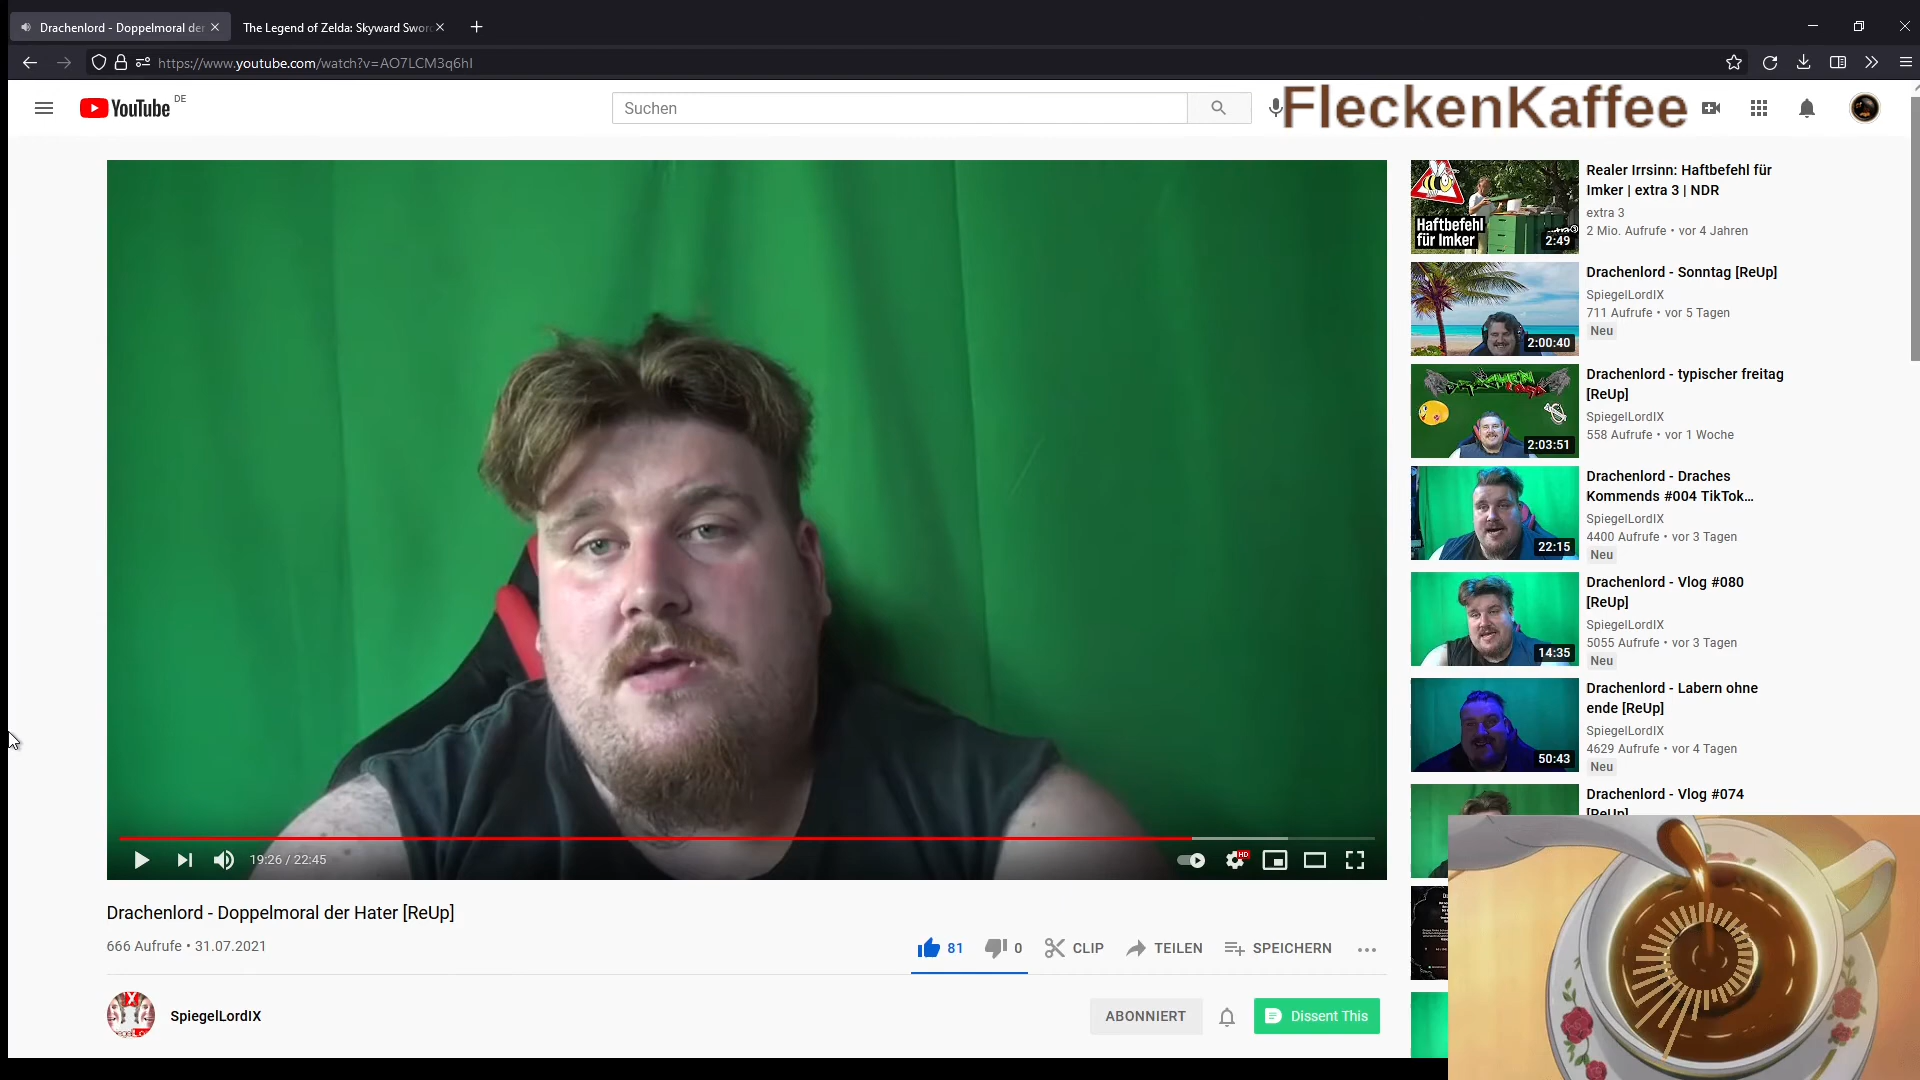 Drachenlord - Doppelmoral der
The Legend of Zelda: Skyward Swor
https://www.youtube.com/watch?v=AO7LCM3q6hI
YouTube DE
Suchen
FleckenKaffee
19:26 / 22:45
HD
Drachenlord - Doppelmoral der Hater [ReUp]
666 Aufrufe • 31.07.2021
81
0
CLIP
TEILEN
SPEICHERN
SpiegelLordIX
ABONNIERT
Dissent This
Haftbefehl
für Imker
2:49
Realer Irrsinn: Haftbefehl für
Imker | extra 3 | NDR
extra 3
2 Mio. Aufrufe • vor 4 Jahren
2:00:40
Drachenlord - Sonntag [ReUp]
SpiegelLordIX
711 Aufrufe • vor 5 Tagen
Neu
2:03:51
Drachenlord - typischer freitag
[ReUp]
SpiegelLordIX
558 Aufrufe • vor 1 Woche
22:15
Drachenlord - Draches
Kommends #004 TikTok...
SpiegelLordIX
4400 Aufrufe • vor 3 Tagen
Neu
14:35
Drachenlord - Vlog #080
[ReUp]
SpiegelLordIX
5055 Aufrufe • vor 3 Tagen
Neu
50:43
Drachenlord - Labern ohne
ende [ReUp]
SpiegelLordIX
4629 Aufrufe • vor 4 Tagen
Neu
Drachenlord - Vlog #074
[ReUp]